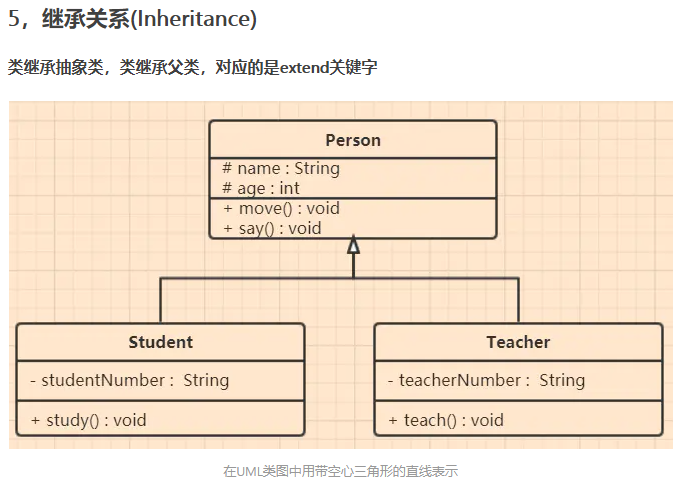 5，继承关系(Inheritance)
类继承抽象类，类继承父类，对应的是extend关键字
Person
# name : String
# age : int
+ move() : void
+ say() : void
Student
- studentNumber :  String
+ study() : void
Teacher
- teacherNumber :  String
+ teach() : void
在UML类图中用带空心三角形的直线表示